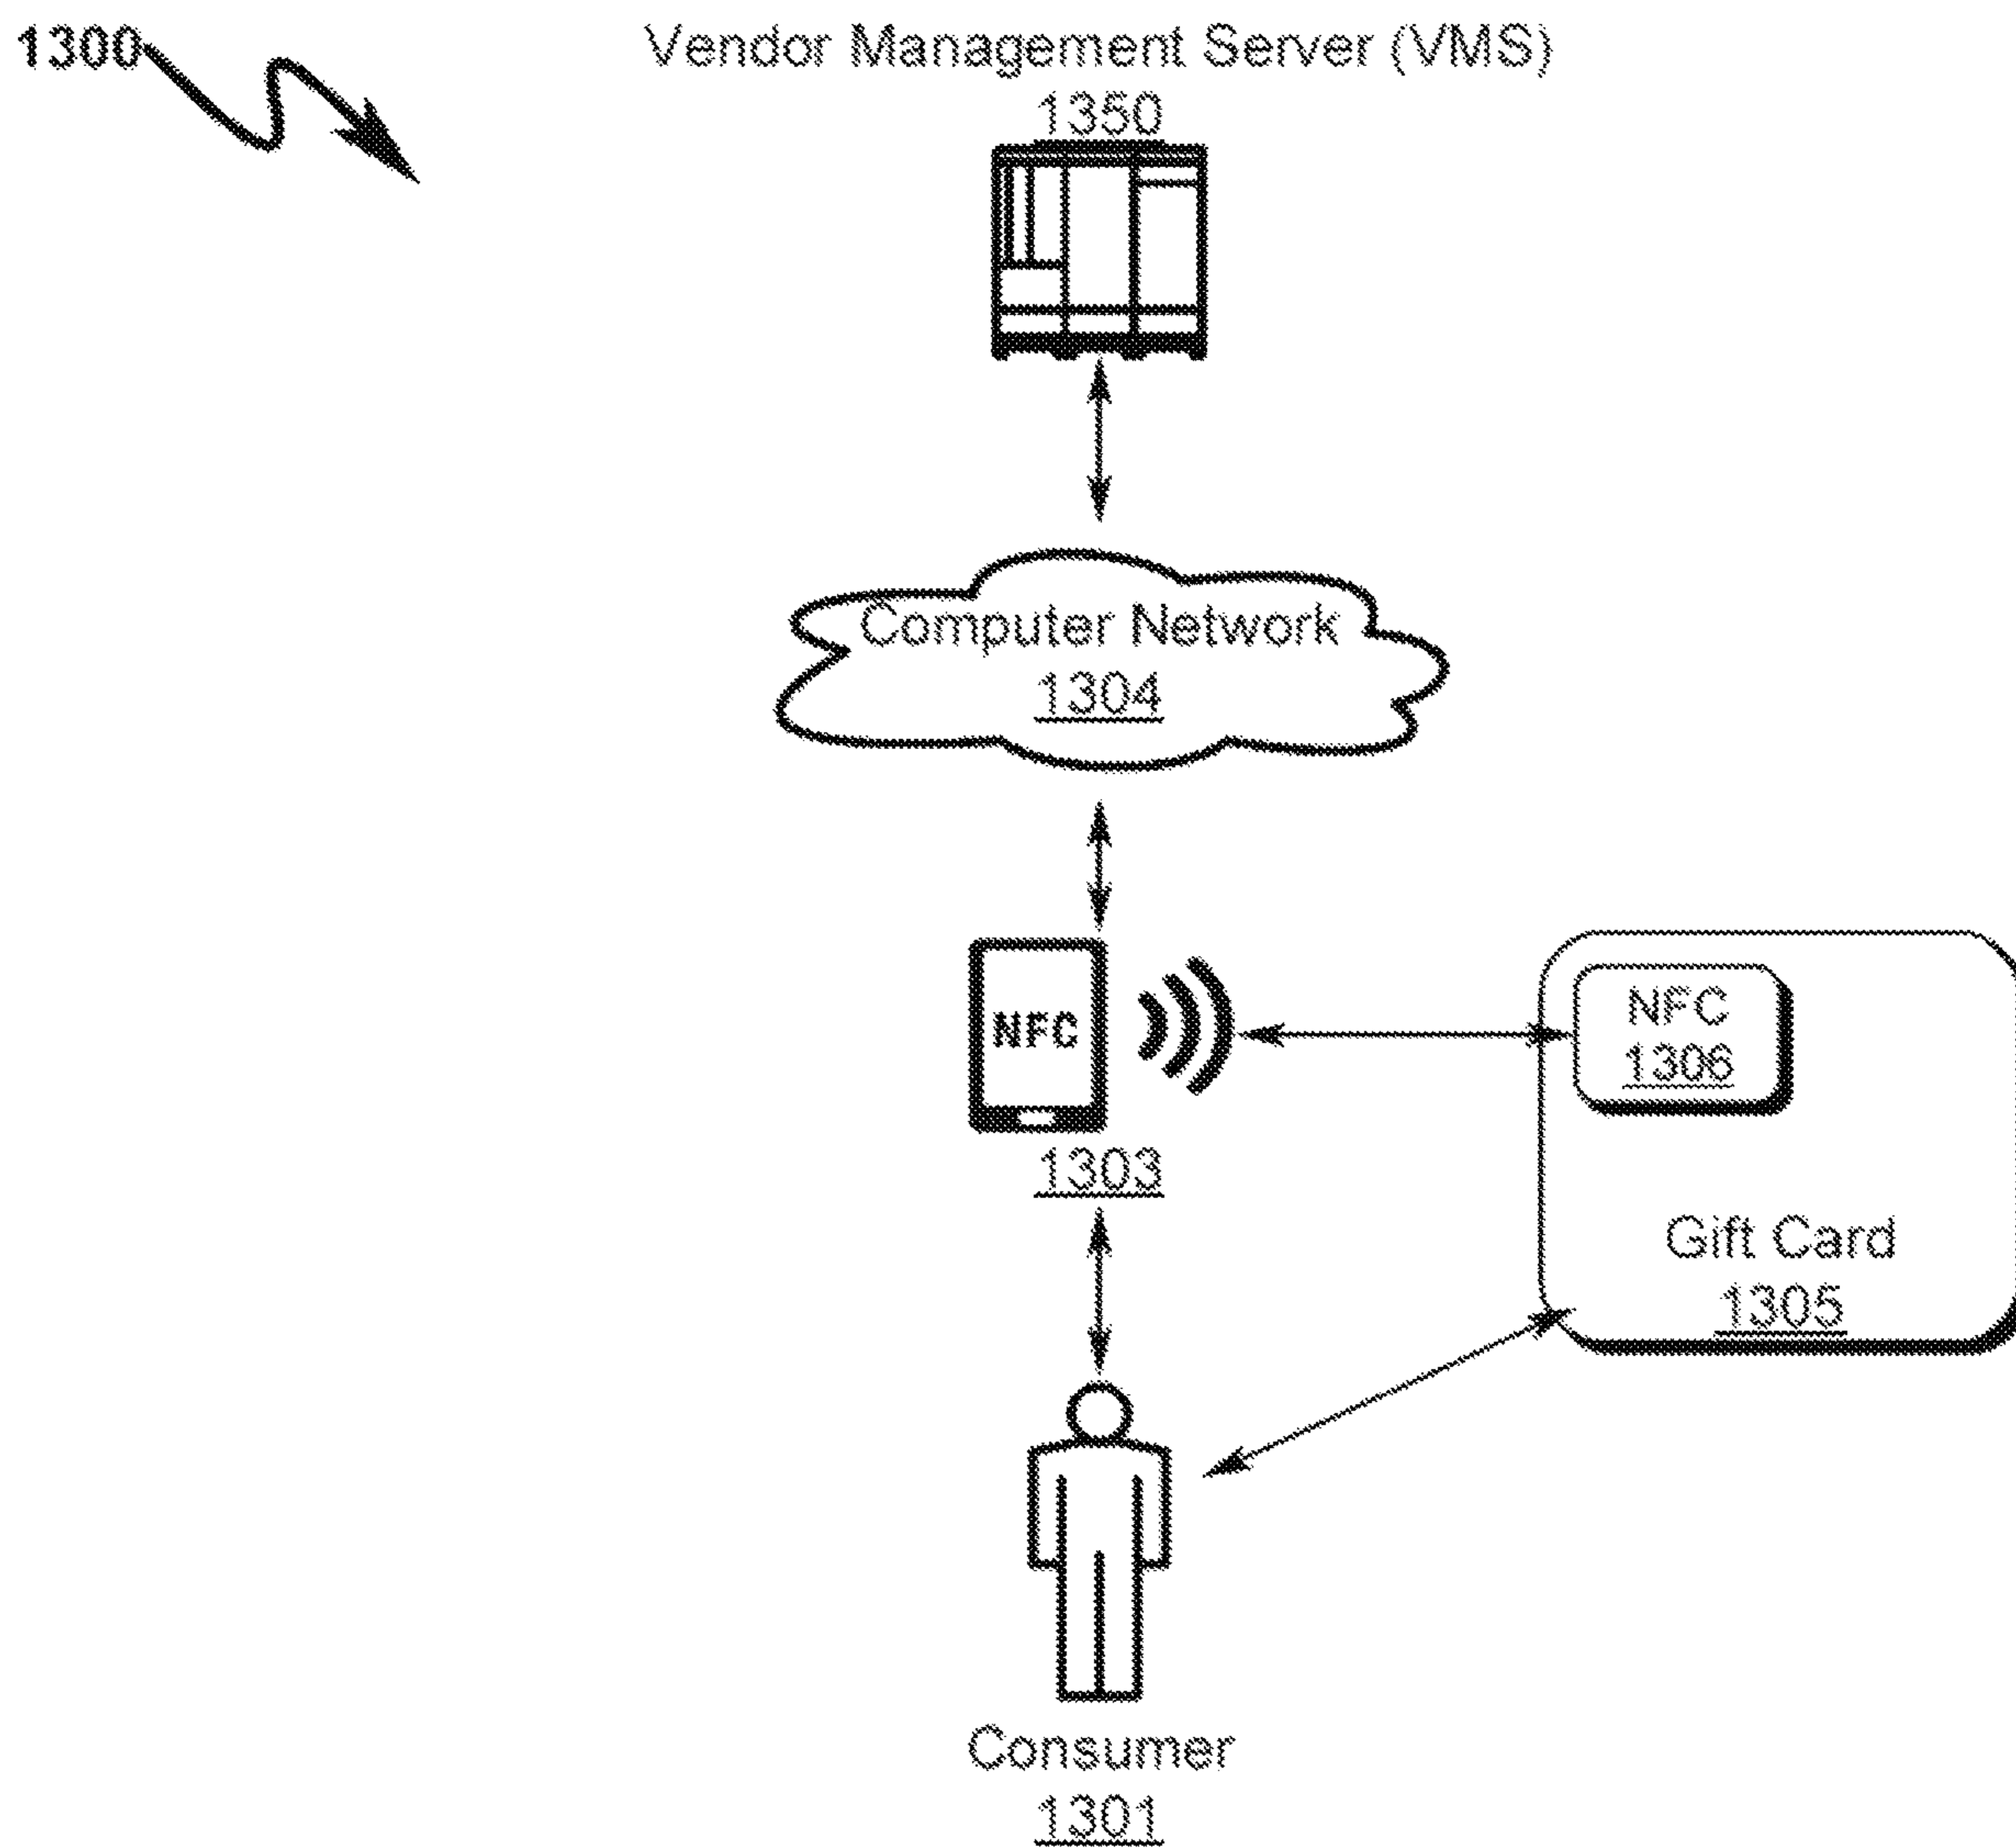 1300
Vendor Management Server (VMS)
1350
Computer Network
1304
NFC
1303
NFC
1306
Gift Card
1305
Consumer
1301